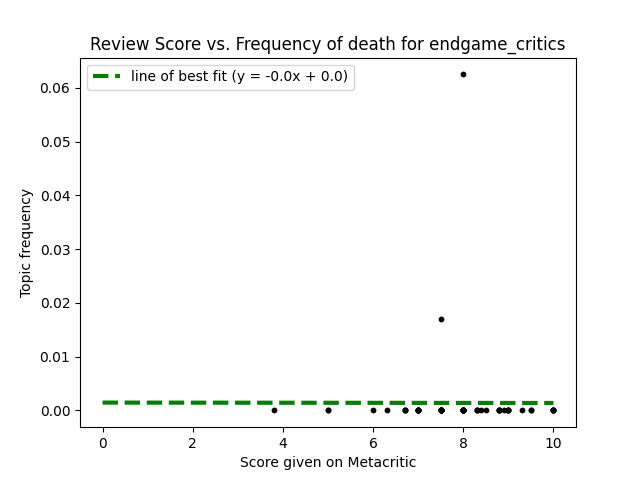 Review Score vs. Frequency of death for endgame_critics
line of best fit (y = -0.0x + 0.0)
0.06
0.05
0.04
0.03
0.02
0.01
0.00
Topic frequency
0 2 4 6 8 10
Score given on Metacritic